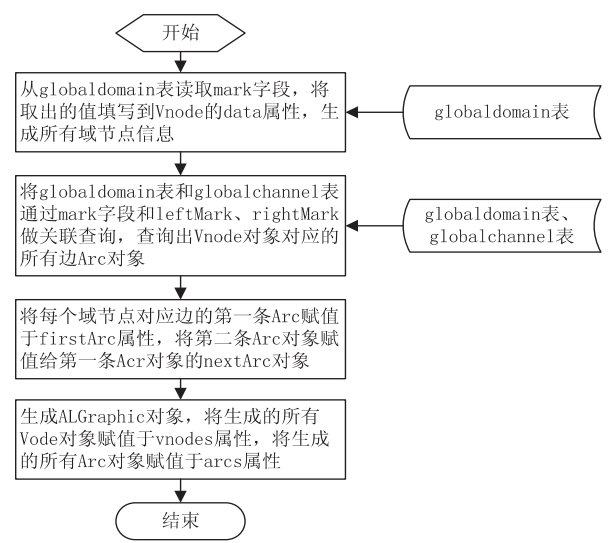 开始
从globaldomain表读取mark字段，将
取出的值填写到Vnode的data属性，生
成所有域节点信息
globaldomain表
将globaldomain表和globalchannel表
通过mark字段和leftMark、rightMark
做关联查询，查询出Vnode对象对应的
所有边Arc对象
globaldomain表、
globalchannel表
将每个域节点对应边的第一条Arc赋值
于firstArc属性，将第二条Arc对象赋
值给第一条Acr对象的nextArc对象
生成ALGraphic对象，将生成的所有
Vode对象赋值于vnodes属性，将生成
的所有Arc对象赋值于arcs属性
结束